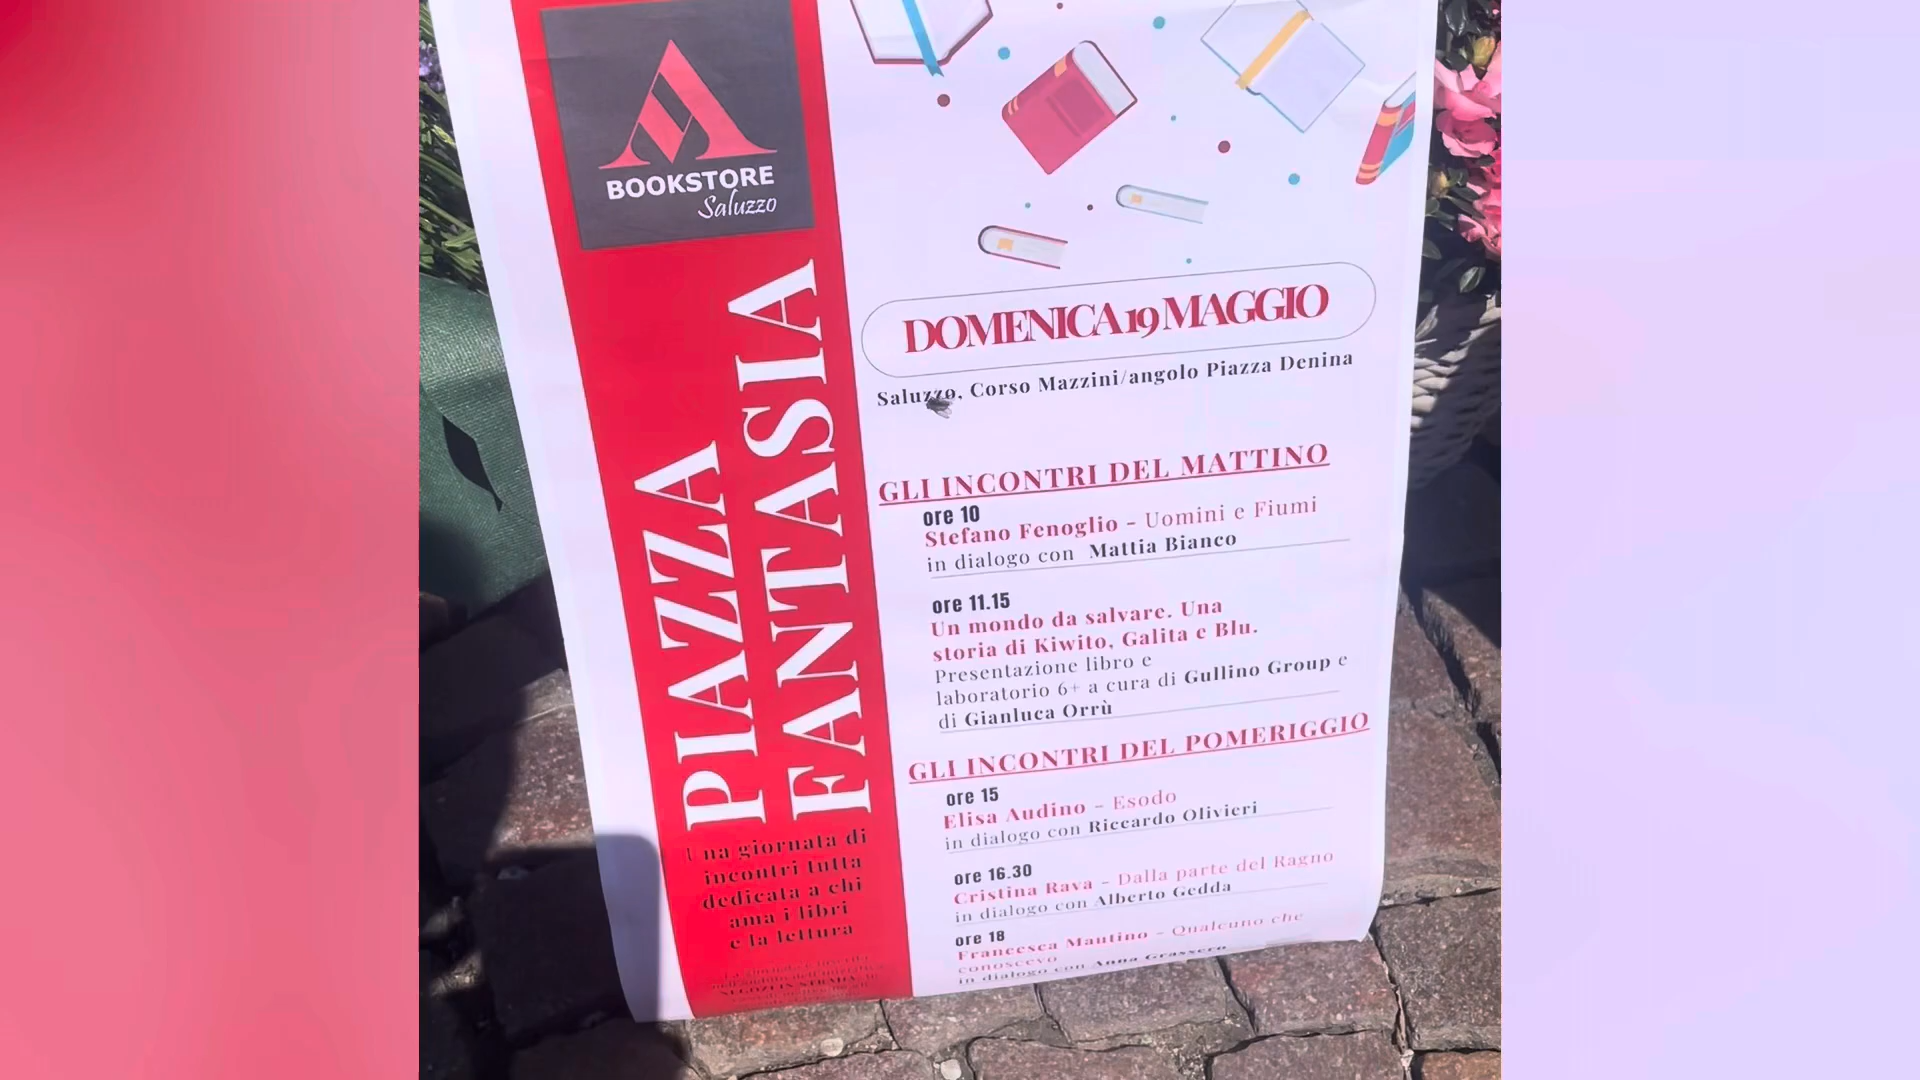 BOOKSTORE
Saluzzo
PIAZZA
FANTASIA
Una giornata di
incontri tutta
dedicata a chi
ama i libri
e la lettura
DOMENICA 19 MAGGIO
Saluzzo, Corso Mazzini/angolo Piazza Denina
GLI INCONTRI DEL MATTINO
ore 10
Stefano Fenoglio - Uomini e Fiumi
in dialogo con Mattia Bianco
ore 11.15
Un mondo da salvare. Una
storia di Kiwito, Galita e Blu.
Presentazione libro e
laboratorio 6+ a cura di Gullino Group e
di Gianluca Orrù
GLI INCONTRI DEL POMERIGGIO
ore 15
Elisa Audino - Esodo
in dialogo con Riccardo Olivieri
ore 16.30
Cristina Rava - Dalla parte del Ragno
in dialogo con Alberto Gedda
ore 18
Francesca Mautino - Qualcuno che
conoscevo
in dialogo con Anna Grassero